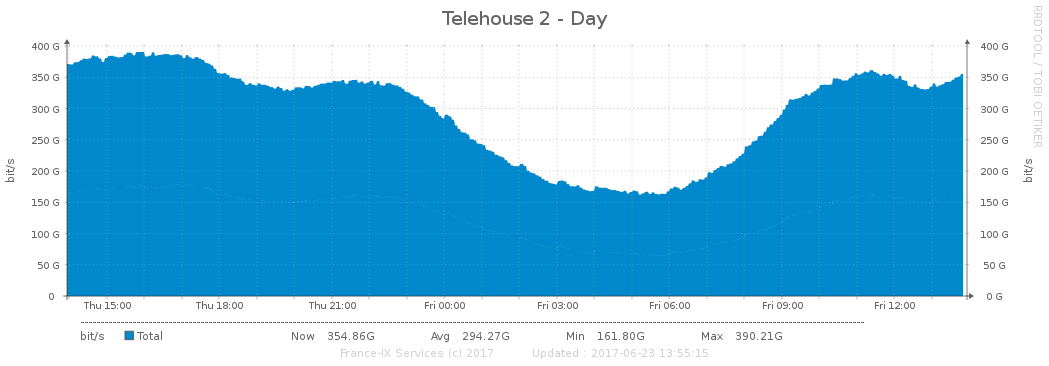 Telehouse 2 - Day
RRDTOOL / TOBI OETIKER
bit/s
400 G
350 G
300 G
250 G
200 G
150 G
100 G
50 G
0
400 G
350 G
300 G
250 G
200 G
150 G
100 G
50 G
0 G
bit/s
Thu 15:00 Thu 18:00 Thu 21:00 Fri 00:00 Fri 03:00 Fri 06:00 Fri 09:00 Fri 12:00
bit/s Total Now 354.86G Avg 294.27G Min 161.80G Max 390.21G
France-IX Services (c) 2017 Updated : 2017-06-23 13:55:15